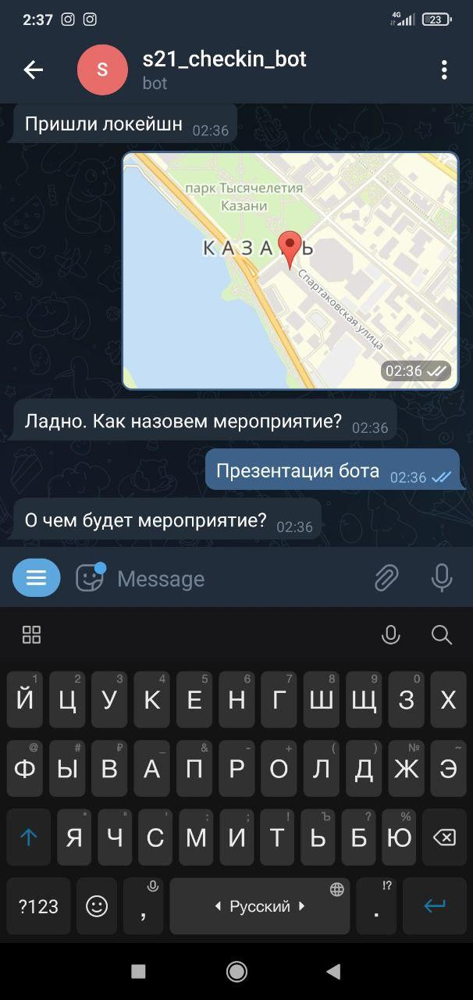 2:37
4G
23
S
s21_checkin_bot
bot
Пришли локейшн 02:36
парк Тысячелетия
Казани
Спартаковская улица
02:36
Ладно. Как назовем мероприятие? 02:36
Презентация бота 02:36
О чем будет мероприятие? 02:36
Message
1 2 3 4 5 6 7 8 9 0
Й Ц У К Е Н Г Ш Щ З Х
@ # ₽ _ & - + ( ) № ~
Ф Ы В А П Р О Л Д Ж Э
* " ' : ; ! Ъ ? %
Я Ч С М И Т Ь Б Ю
!?
?123 , Русский .